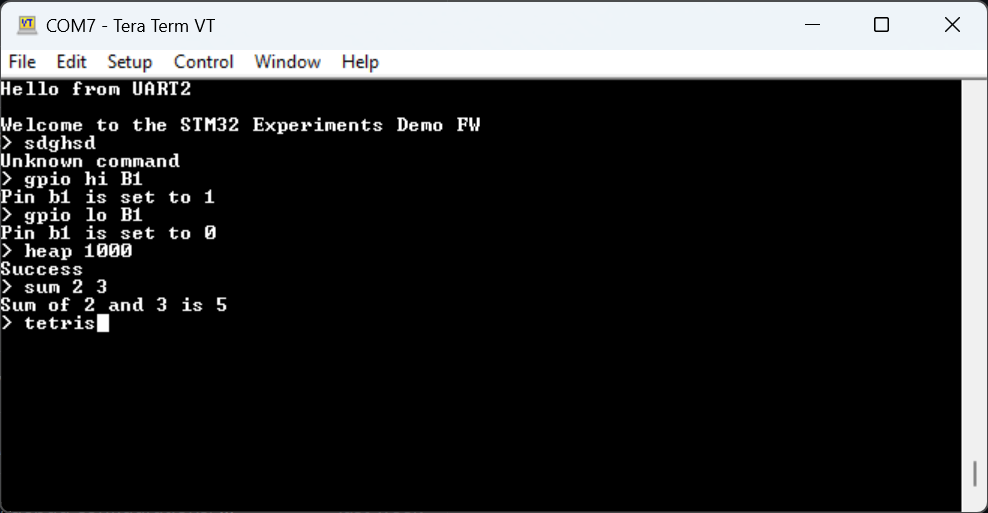 COM7 - Tera Term VT
File Edit Setup Control Window Help
Hello from UART2
Welcome to the STM32 Experiments Demo FW
> sdghsd
Unknown command
> gpio hi B1
Pin b1 is set to 1
> gpio lo B1
Pin b1 is set to 0
> heap 1000
Success
> sum 2 3
Sum of 2 and 3 is 5
> tetris